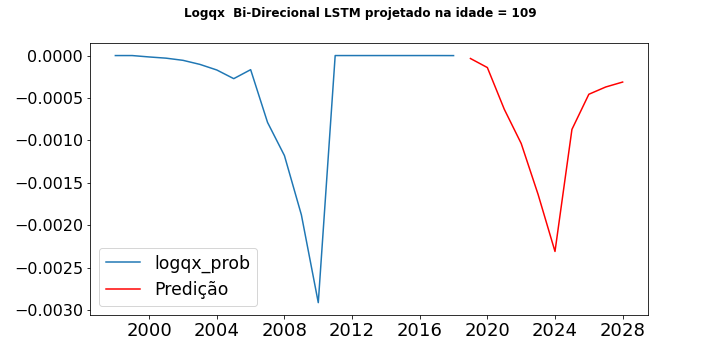 Logqx Bi-Direcional LSTM projetado na idade = 109
0.0000
−0.0005
−0.0010
−0.0015
−0.0020
−0.0025
−0.0030
logqx_prob
Predição
2000 2004 2008 2012 2016 2020 2024 2028